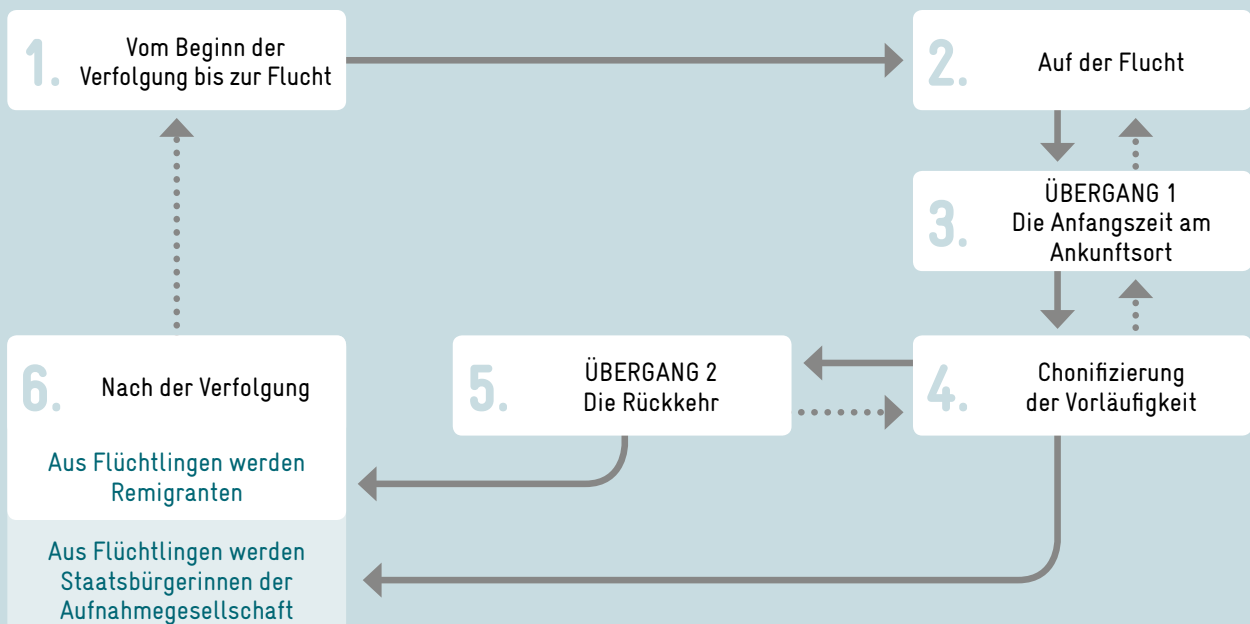 1.
Vom Beginn der
Verfolgung bis zur Flucht
2.
Auf der Flucht
3.
ÜBERGANG 1
Die Anfangszeit am
Ankunftsort
4.
Chonifizierung
der Vorläufigkeit
5.
ÜBERGANG 2
Die Rückkehr
6.
Nach der Verfolgung
Aus Flüchtlingen werden
Remigranten
Aus Flüchtlingen werden
Staatsbürgerinnen der
Aufnahmegesellschaft